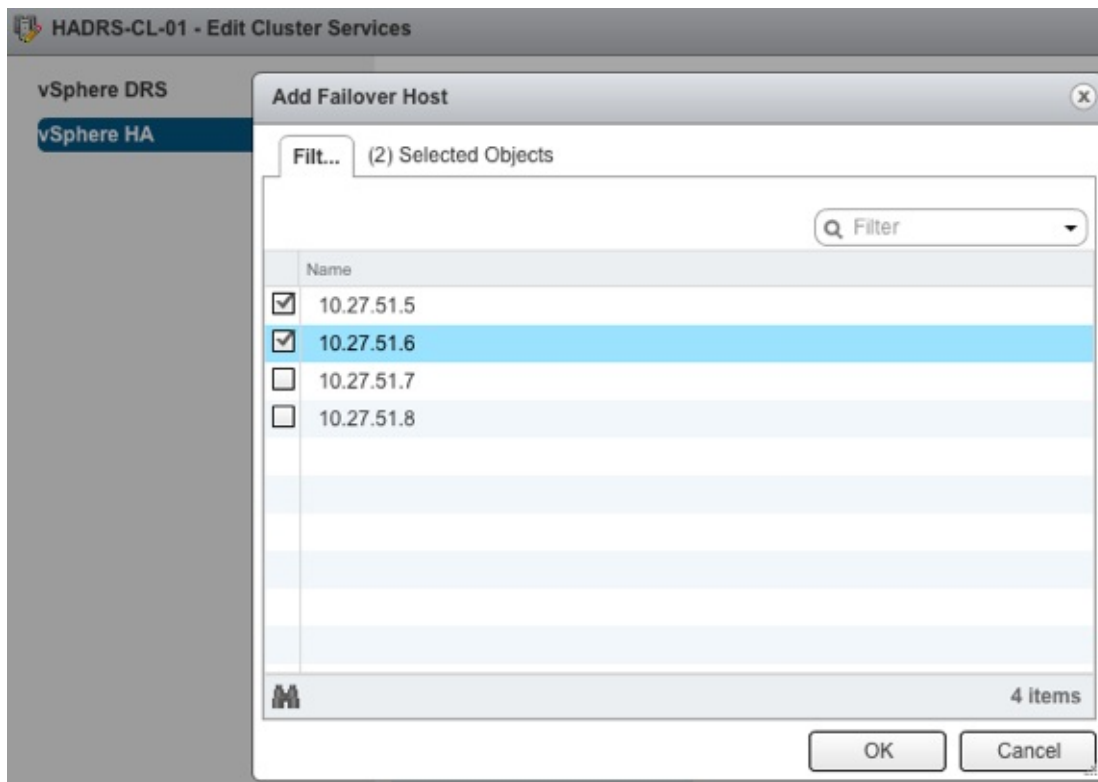 HADRS-CL-01 - Edit Cluster Services
vSphere DRS
vSphere HA
Add Failover Host
Filt... (2) Selected Objects
Filter
Name
10.27.51.5
10.27.51.6
10.27.51.7
10.27.51.8
4 items
OK Cancel